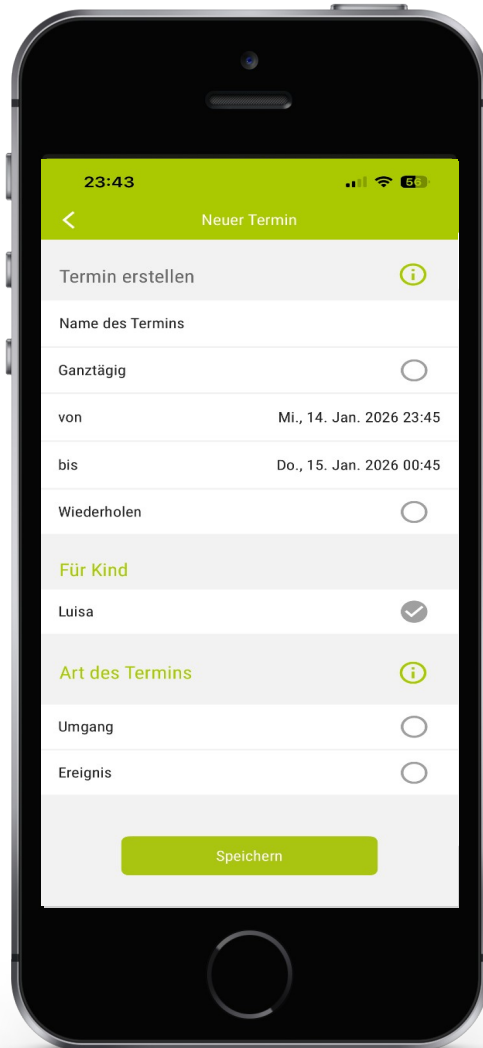 23:43
56
Neuer Termin
Termin erstellen
Name des Termins
Ganztägig
von Mi., 14. Jan. 2026 23:45
bis Do., 15. Jan. 2026 00:45
Wiederholen
Für Kind
Luisa
Art des Termins
Umgang
Ereignis
Speichern